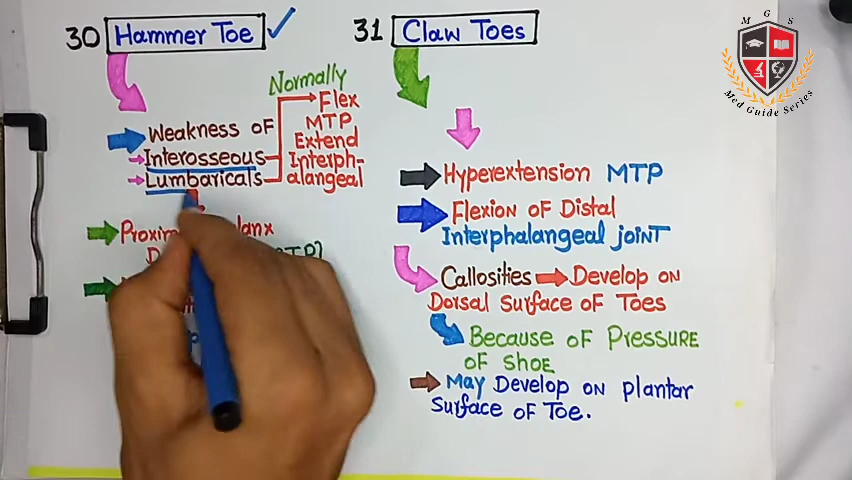 30 Hammer Toe
Normally
Flex
MTP
Extend
Interph-
alangeal
Weakness of
Interosseous
Lumbaricals
31 Claw Toes
Hyperextension MTP
Flexion of Distal
Interphalangeal joint
Callosities Develop on
Dorsal Surface of Toes
Because of Pressure
of Shoe
May Develop on plantar
Surface of Toe.
M G S
Med Guide Series